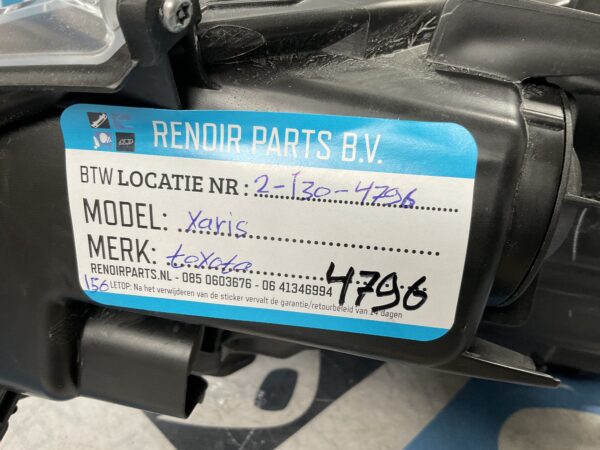 RENOIR PARTS B.V.
BTW LOCATIE NR : 2-130-4796
MODEL: Yaris
MERK: toyota
RENOIRPARTS.NL - 085 0603676 - 06 41346994
4796
156
LETOP: Na het verwijderen van de sticker vervalt de garantie/retourbeleid van 14 dagen